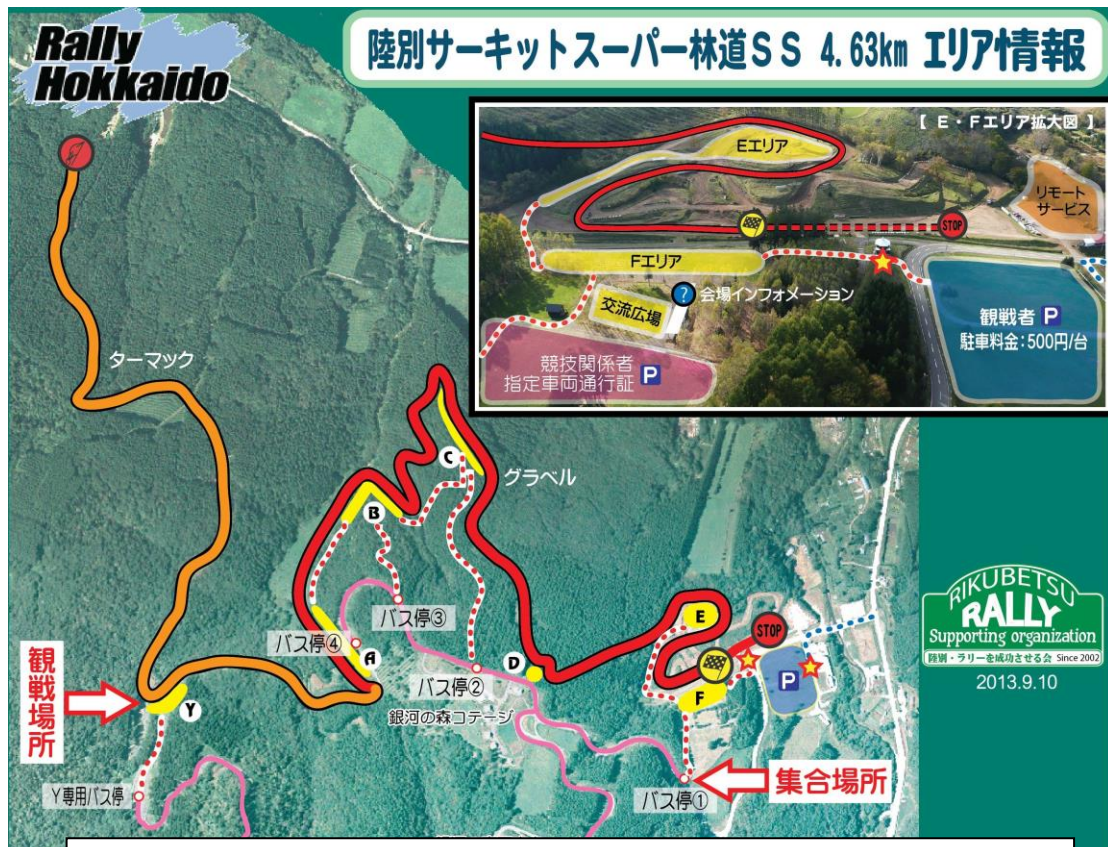 Rally
Hokkaido
陸別サーキットスーパー林道SS 4.63km エリア情報
【 E・Fエリア拡大図 】
Eエリア
リモート
サービス
STOP
Fエリア
? 会場インフォメーション
交流広場
観戦者 P
駐車料金:500円/台
競技関係者
指定車両通行証 P
ターマック
C
グラベル
B
バス停③
バス停④
A
バス停②
D
E
STOP
P
F
銀河の森コテージ
観戦場所
Y
Y専用バス停
バス停①
集合場所
RIKUBETSU
RALLY
Supporting organization
陸別・ラリーを成功させる会 Since 2002
2013.9.10